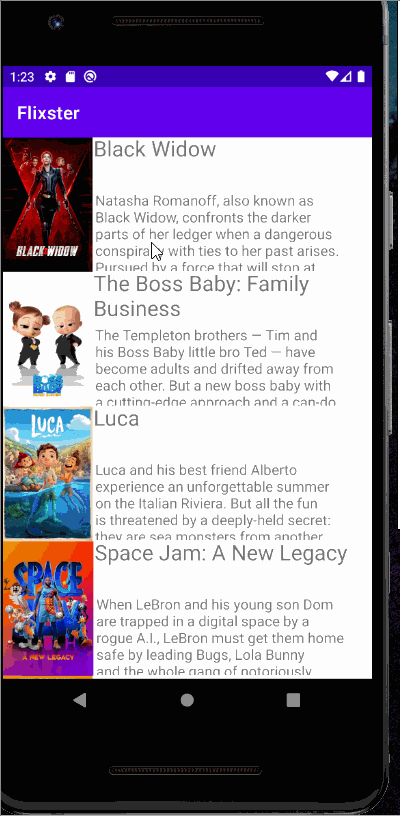 1:23
Flixster
Black Widow
Natasha Romanoff, also known as
Black Widow, confronts the darker
parts of her ledger when a dangerous
conspiracy with ties to her past arises.
Pursued by a force that will stop at
BLACK WIDOW
The Boss Baby: Family
Business
The Templeton brothers — Tim and
his Boss Baby little bro Ted — have
become adults and drifted away from
each other. But a new boss baby with
a cutting-edge approach and a can-do
BOSS
BABY
Luca
LUCA
Luca and his best friend Alberto
experience an unforgettable summer
on the Italian Riviera. But all the fun
is threatened by a deeply-held secret:
they are sea monsters from another
Space Jam: A New Legacy
SPACE
When LeBron and his young son Dom
are trapped in a digital space by a
rogue A.I., LeBron must get them home
safe by leading Bugs, Lola Bunny
and the whole gang of notoriously
A NEW LEGACY